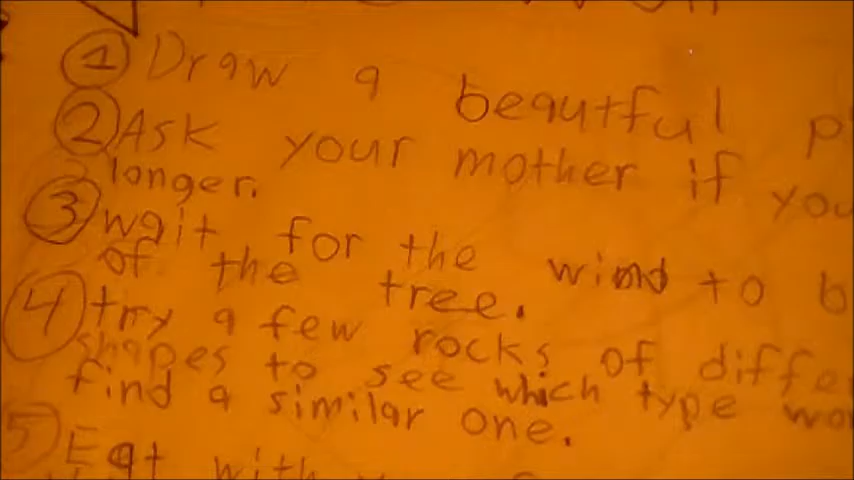 1 Draw a beautful
2 Ask your mother if you
longer.
3 wait for the wind to
of the tree.
4 try a few rocks of
shapes to see which type
find a similar one.
5 Eat with